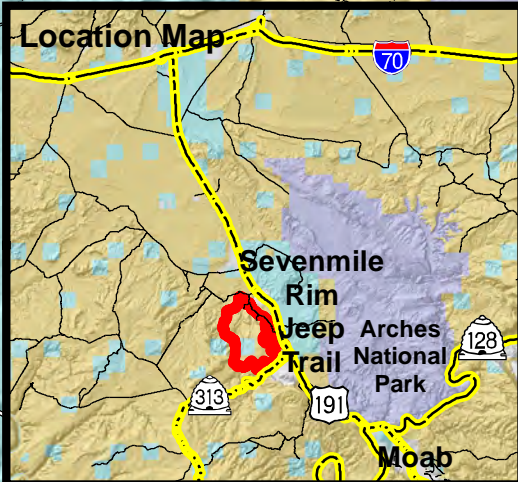 Location Map
70
Sevenmile
Rim
Jeep
Trail
Arches
National
Park
128
313
191
Moab